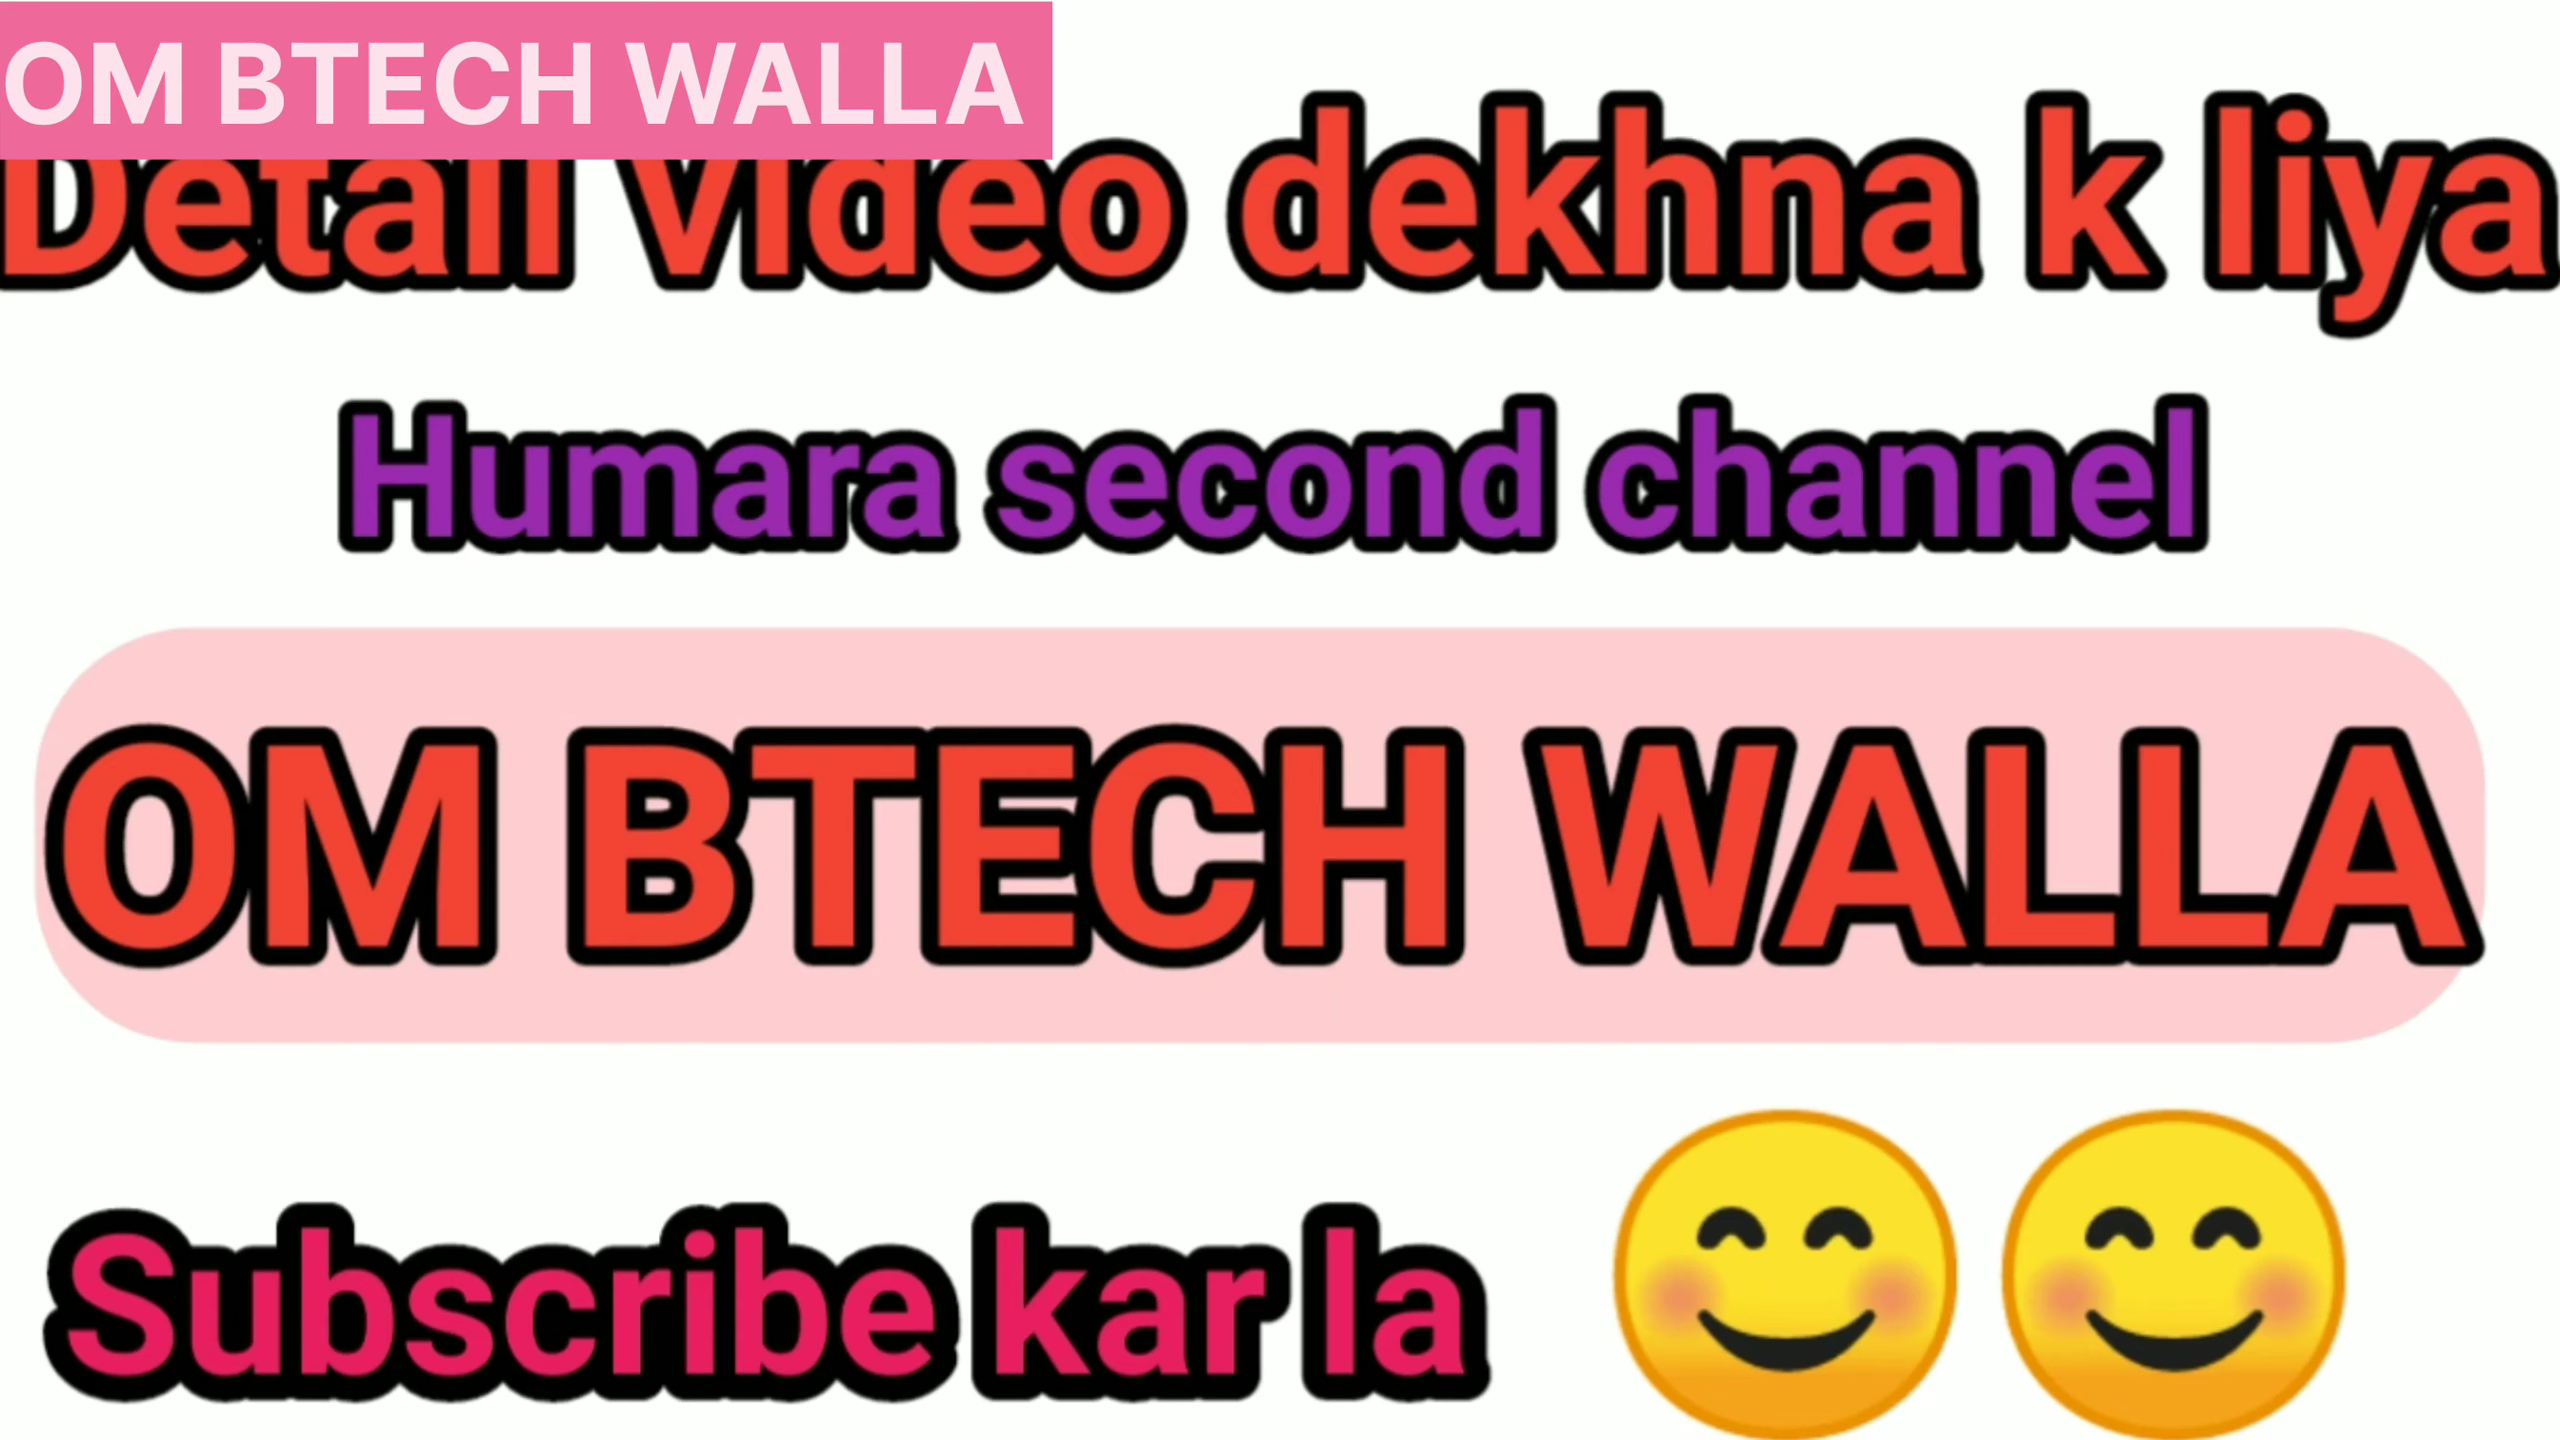 OM BTECH WALLA
Detail video dekhna k liya
Humara second channel
OM BTECH WALLA
Subscribe kar la